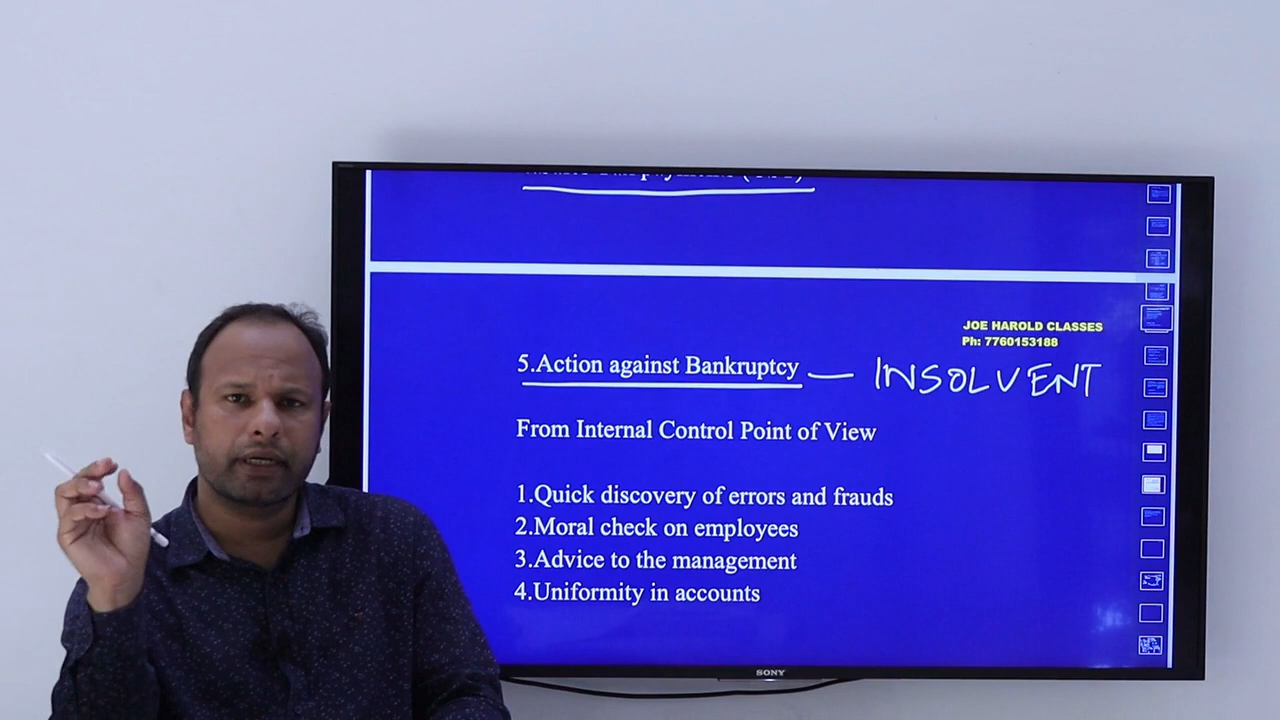 JOE HAROLD CLASSES
Ph: 7760153188
5.Action against Bankruptcy — INSOLVENT
From Internal Control Point of View
1.Quick discovery of errors and frauds
2.Moral check on employees
3.Advice to the management
4.Uniformity in accounts
SONY